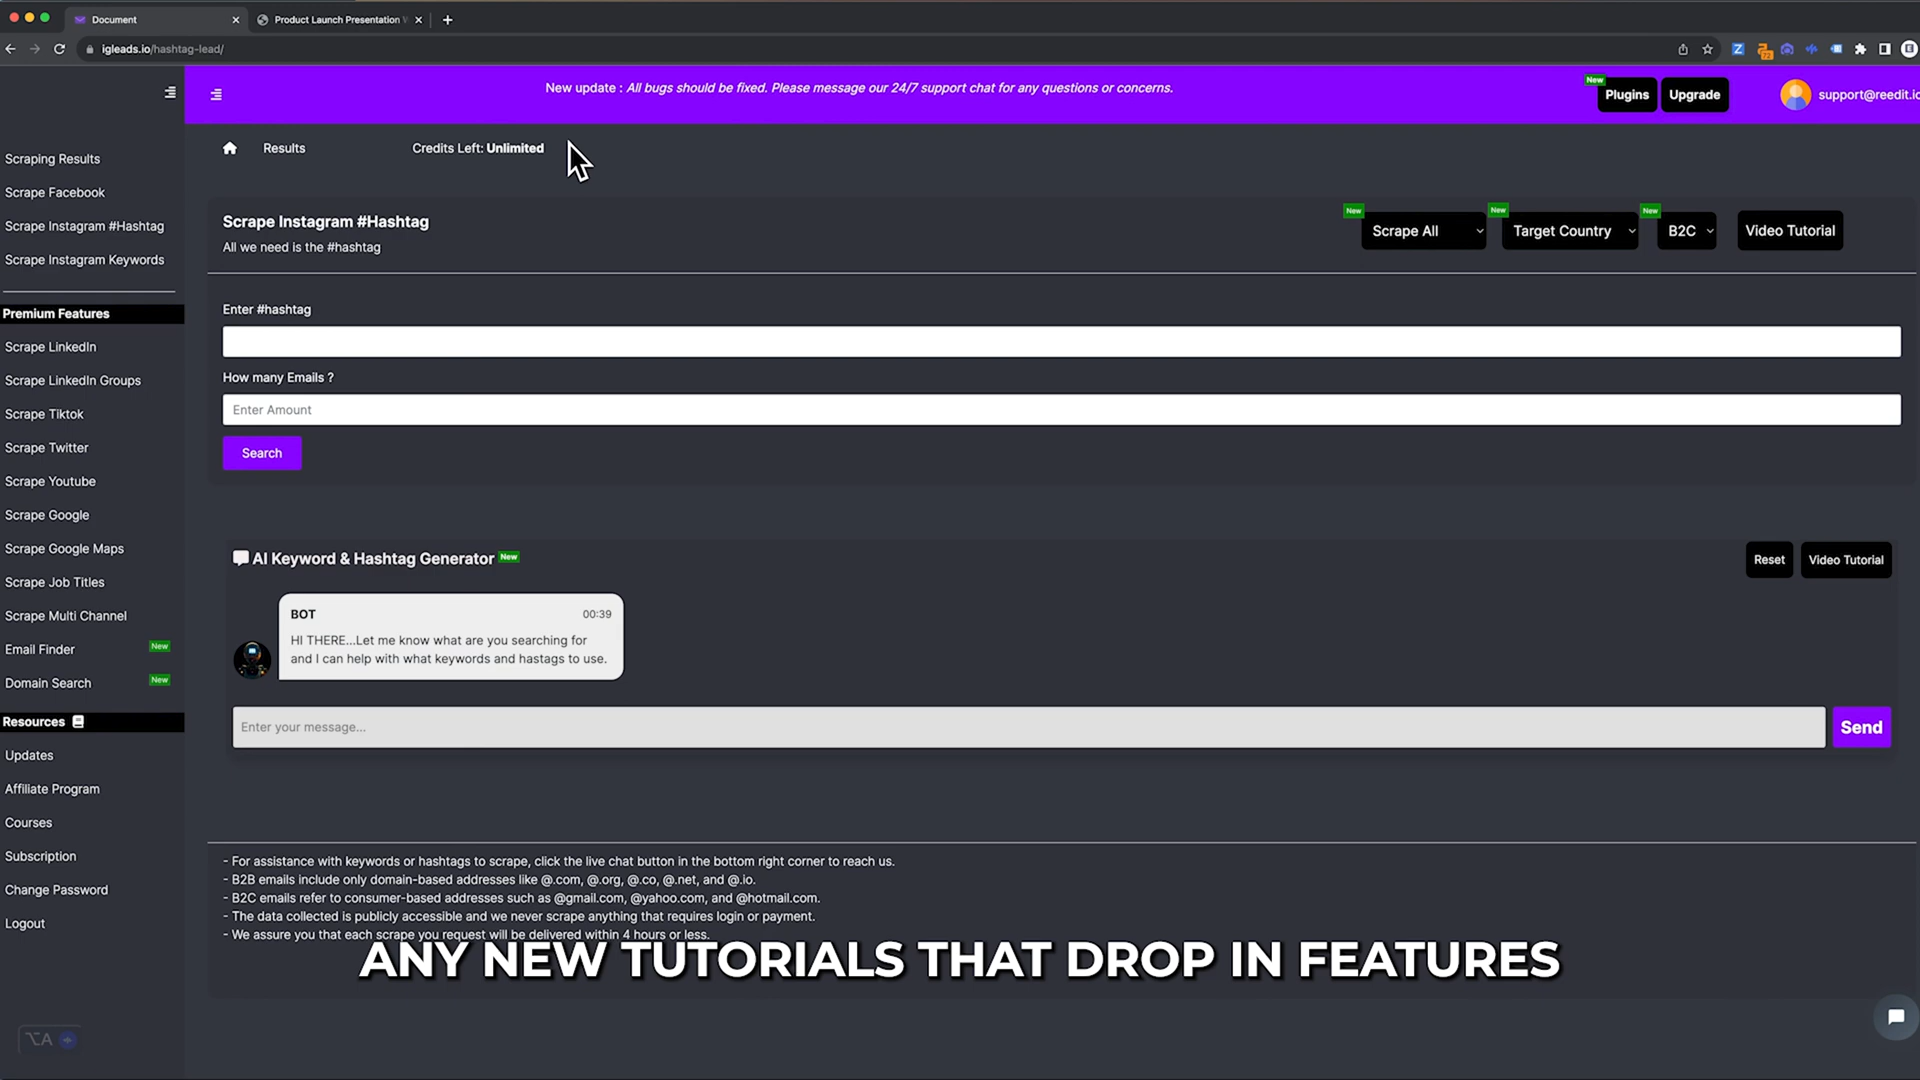 Document
Product Launch Presentation
igleads.io/hashtag-lead/
New update : All bugs should be fixed. Please message our 24/7 support chat for any questions or concerns.
New
Plugins
Upgrade
support@reedit.io
Results
Credits Left: Unlimited
Scraping Results
Scrape Facebook
Scrape Instagram #Hashtag
Scrape Instagram Keywords
Premium Features
Scrape LinkedIn
Scrape LinkedIn Groups
Scrape Tiktok
Scrape Twitter
Scrape Youtube
Scrape Google
Scrape Google Maps
Scrape Job Titles
Scrape Multi Channel
Email Finder New
Domain Search New
Resources
Updates
Affiliate Program
Courses
Subscription
Change Password
Logout
Scrape Instagram #Hashtag
All we need is the #hashtag
New
Scrape All
New
Target Country
New
B2C
Video Tutorial
Enter #hashtag
How many Emails ?
Enter Amount
Search
AI Keyword & Hashtag Generator New
Reset
Video Tutorial
BOT 00:39
HI THERE...Let me know what are you searching for
and I can help with what keywords and hastags to use.
Enter your message...
Send
- For assistance with keywords or hashtags to scrape, click the live chat button in the bottom right corner to reach us.
- B2B emails include only domain-based addresses like @.com, @.org, @.co, @.net, and @.io.
- B2C emails refer to consumer-based addresses such as @gmail.com, @yahoo.com, and @hotmail.com.
- The data collected is publicly accessible and we never scrape anything that requires login or payment.
- We assure you that each scrape you request will be delivered within 4 hours or less.
ANY NEW TUTORIALS THAT DROP IN FEATURES
⌥A